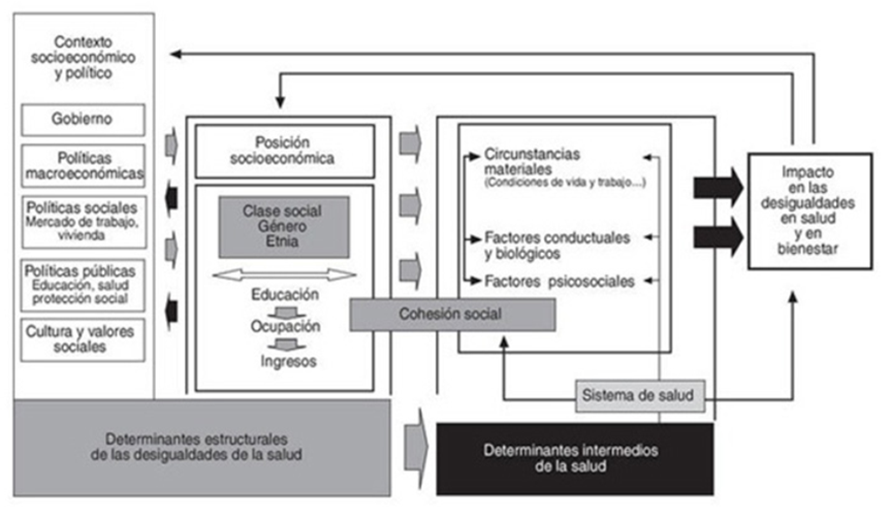 Contexto
socioeconómico
y político
Gobierno
Políticas
macroeconómicas
Políticas sociales
Mercado de trabajo,
vivienda
Políticas públicas
Educación, salud
protección social
Cultura y valores
sociales
Posición
socioeconómica
Clase social
Género
Etnia
Educación
Ocupación
Ingresos
Cohesión social
Circunstancias
materiales
(Condiciones de vida y trabajo...)
Factores conductuales
y biológicos
Factores psicosociales
Sistema de salud
Impacto
en las
desigualdades
en salud
y en
bienestar
Determinantes estructurales
de las desigualdades de la salud
Determinantes intermedios
de la salud